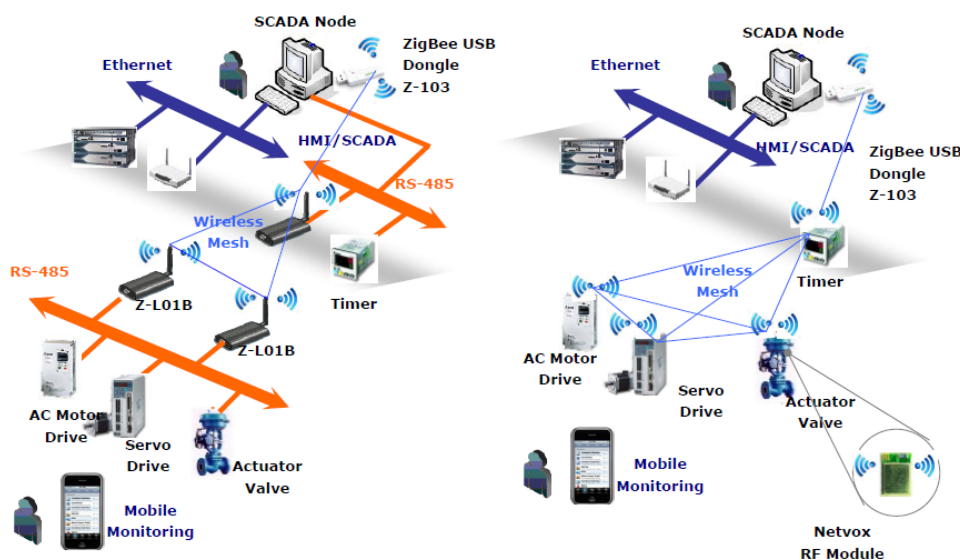 SCADA Node
ZigBee USB
Dongle
Z-103
Ethernet
HMI/SCADA
RS-485
Wireless
Mesh
RS-485
Z-L01B
Timer
Z-L01B
AC Motor
Drive
Servo
Drive
Actuator
Valve
Mobile
Monitoring
SCADA Node
Ethernet
HMI/SCADA
ZigBee USB
Dongle
Z-103
Wireless
Mesh
Timer
AC Motor
Drive
Servo
Drive
Actuator
Valve
Mobile
Monitoring
Netvox
RF Module